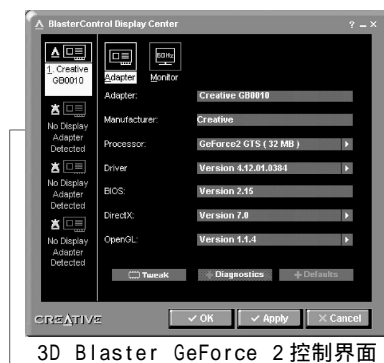 BlasterControl Display Center
? – ×
1. Creative
GB0010
No Display
Adapter
Detected
No Display
Adapter
Detected
No Display
Adapter
Detected
60Hz
Adapter
Monitor
Adapter: Creative GB0010
Manufacturer: Creative
Processor: GeForce2 GTS ( 32 MB )
Driver Version 4.12.01.0384
BIOS: Version 2.15
DirectX: Version 7.0
OpenGL: Version 1.1.4
Tweak
Diagnostics
Defaults
CREATIVE
OK
Apply
Cancel
3D Blaster GeForce 2控制界面